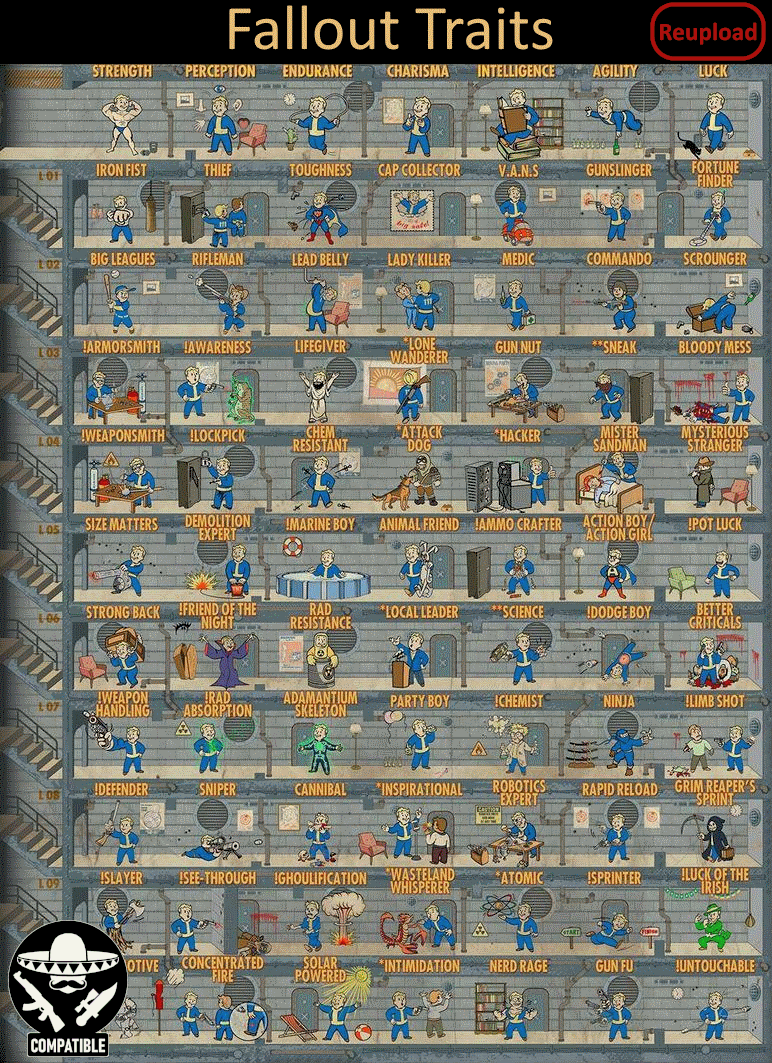 Fallout Traits
Reupload
STRENGTH PERCEPTION ENDURANCE CHARISMA INTELLIGENCE AGILITY LUCK
L 01 IRON FIST THIEF TOUGHNESS CAP COLLECTOR V.A.N.S GUNSLINGER FORTUNE
FINDER
L 02 BIG LEAGUES RIFLEMAN LEAD BELLY LADY KILLER MEDIC COMMANDO SCROUNGER
L 03 !ARMORSMITH !AWARENESS LIFEGIVER *LONE
WANDERER GUN NUT **SNEAK BLOODY MESS
L 04 !WEAPONSMITH !LOCKPICK CHEM
RESISTANT *ATTACK
DOG *HACKER MISTER
SANDMAN MYSTERIOUS
STRANGER
L 05 SIZE MATTERS DEMOLITION
EXPERT !MARINE BOY ANIMAL FRIEND !AMMO CRAFTER ACTION BOY/
ACTION GIRL !POT LUCK
L 06 STRONG BACK !FRIEND OF THE
NIGHT RAD
RESISTANCE *LOCAL LEADER **SCIENCE !DODGE BOY BETTER
CRITICALS
L 07 !WEAPON
HANDLING !RAD
ABSORPTION ADAMANTIUM
SKELETON PARTY BOY !CHEMIST NINJA !LIMB SHOT
L 08 !DEFENDER SNIPER CANNIBAL *INSPIRATIONAL ROBOTICS
EXPERT RAPID RELOAD GRIM REAPER'S
SPRINT
CAUTION
L 09 !SLAYER !SEE-THROUGH !GHOULIFICATION *WASTELAND
WHISPERER *ATOMIC !SPRINTER !LUCK OF THE
IRISH
START FINISH
OTIVE CONCENTRATED
FIRE SOLAR
POWERED *INTIMIDATION NERD RAGE GUN FU !UNTOUCHABLE
COMPATIBLE